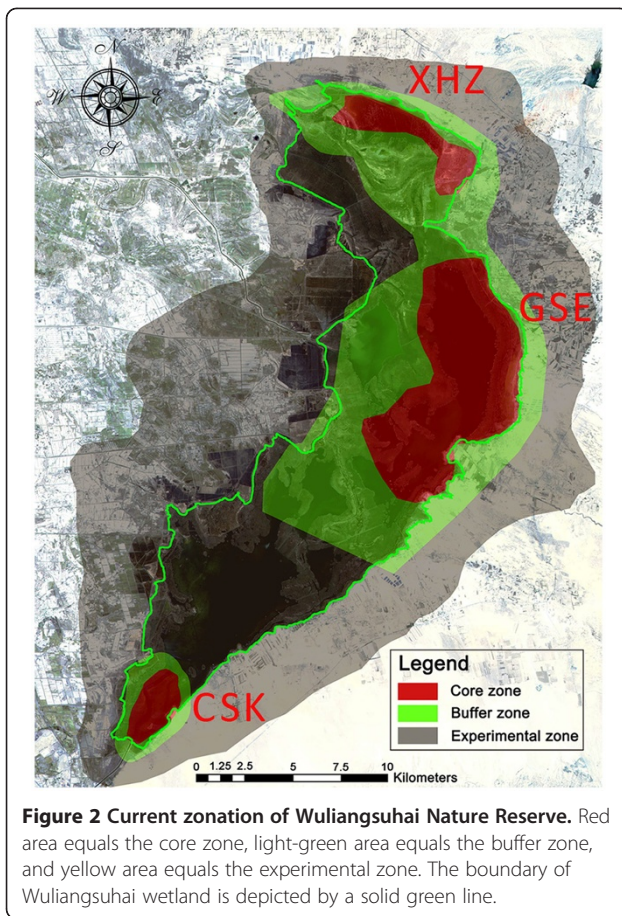 N
W E
S
XHZ
GSE
CSK
Legend
Core zone
Buffer zone
Experimental zone
0 1.25 2.5 5 7.5 10
Kilometers
Figure 2 Current zonation of Wuliangsuhai Nature Reserve. Red
area equals the core zone, light-green area equals the buffer zone,
and yellow area equals the experimental zone. The boundary of
Wuliangsuhai wetland is depicted by a solid green line.